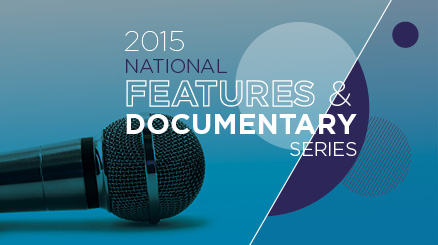 2015
NATIONAL
FEATURES &
DOCUMENTARY
SERIES